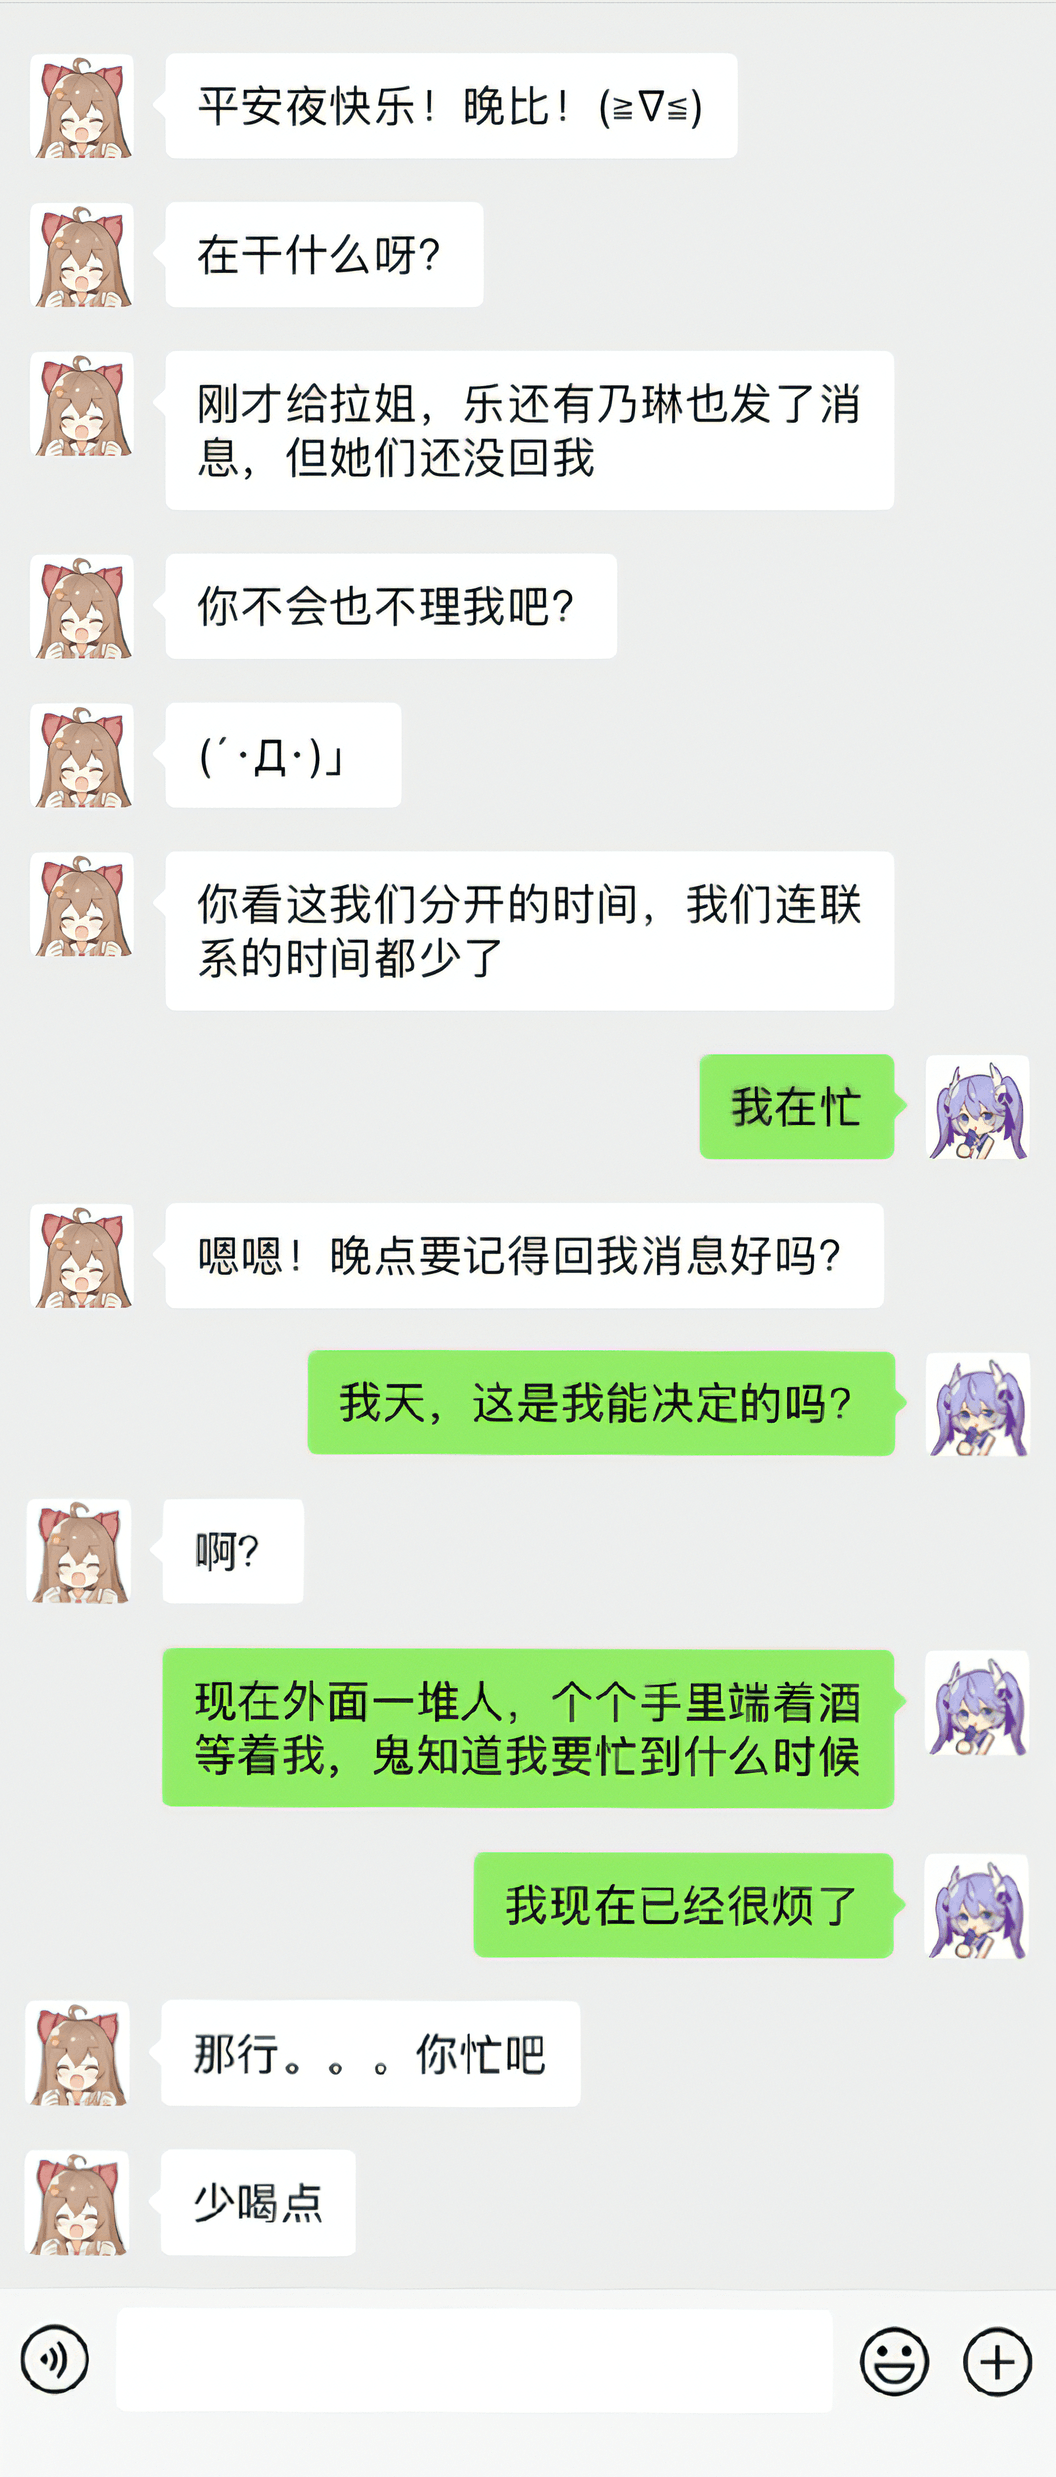 平安夜快乐！晚比！(≧∇≦)
在干什么呀？
刚才给拉姐，乐还有乃琳也发了消
息，但她们还没回我
你不会也不理我吧？
(´･Д･)」
你看这我们分开的时间，我们连联
系的时间都少了
我在忙
嗯嗯！晚点要记得回我消息好吗？
我天，这是我能决定的吗？
啊？
现在外面一堆人，个个手里端着酒
等着我，鬼知道我要忙到什么时候
我现在已经很烦了
那行。。。你忙吧
少喝点